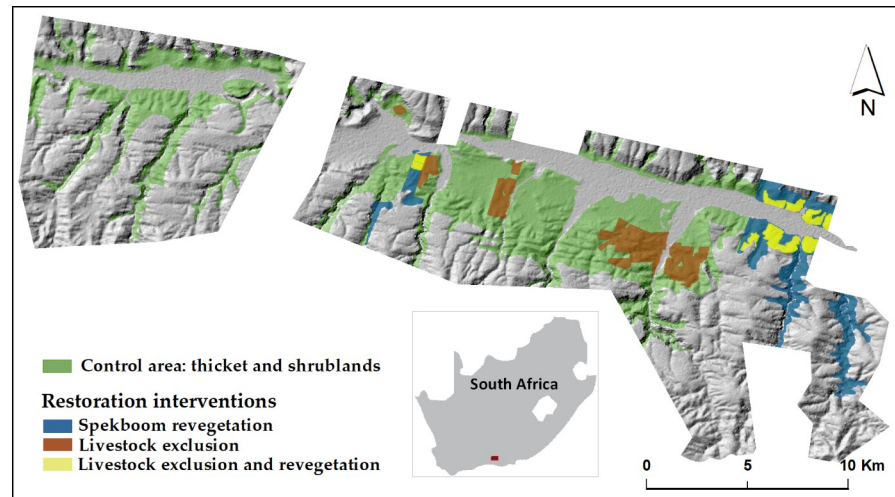 N
Control area: thicket and shrublands
Restoration interventions
Spekboom revegetation
Livestock exclusion
Livestock exclusion and revegetation
South Africa
0 5 10 Km